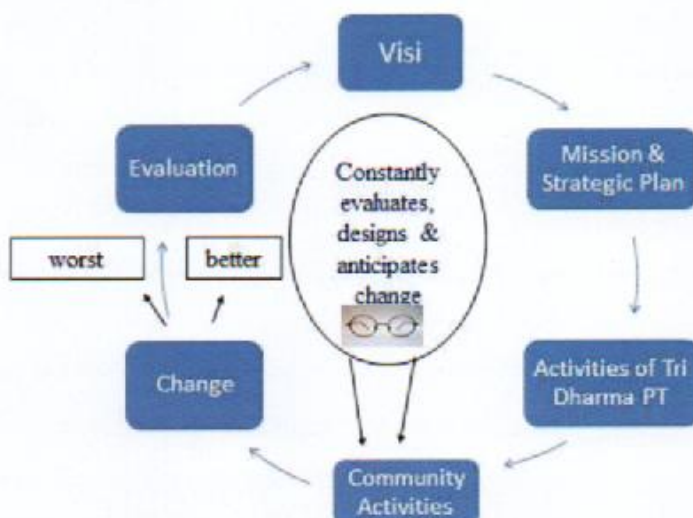 Visi
Mission &
Strategic Plan
Activities of Tri
Dharma PT
Community
Activities
Change
worst
better
Evaluation
Constantly
evaluates,
designs &
anticipates
change